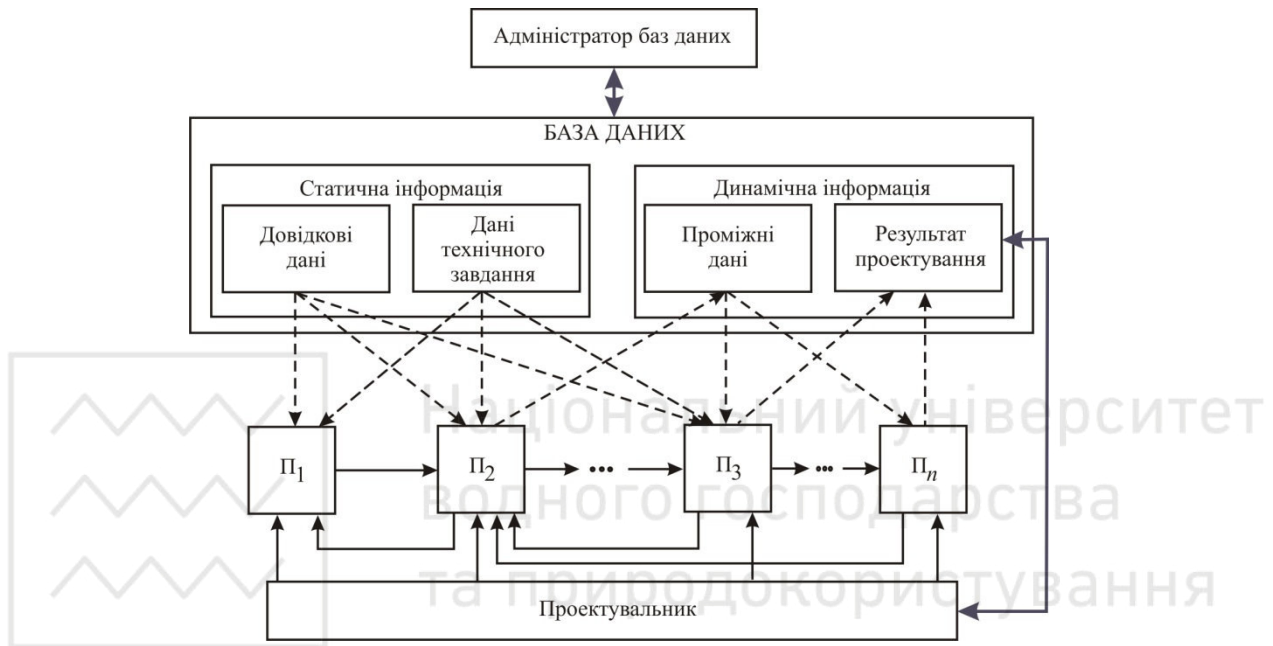 Адміністратор баз даних
БАЗА ДАНИХ
Статична інформація
Динамічна інформація
Довідкові
дані
Дані
технічного
завдання
Проміжні
дані
Результат
проектування
Національний університет
водного господарства
та природокористування
П1
П2
...
П3
...
Пn
Проектувальник